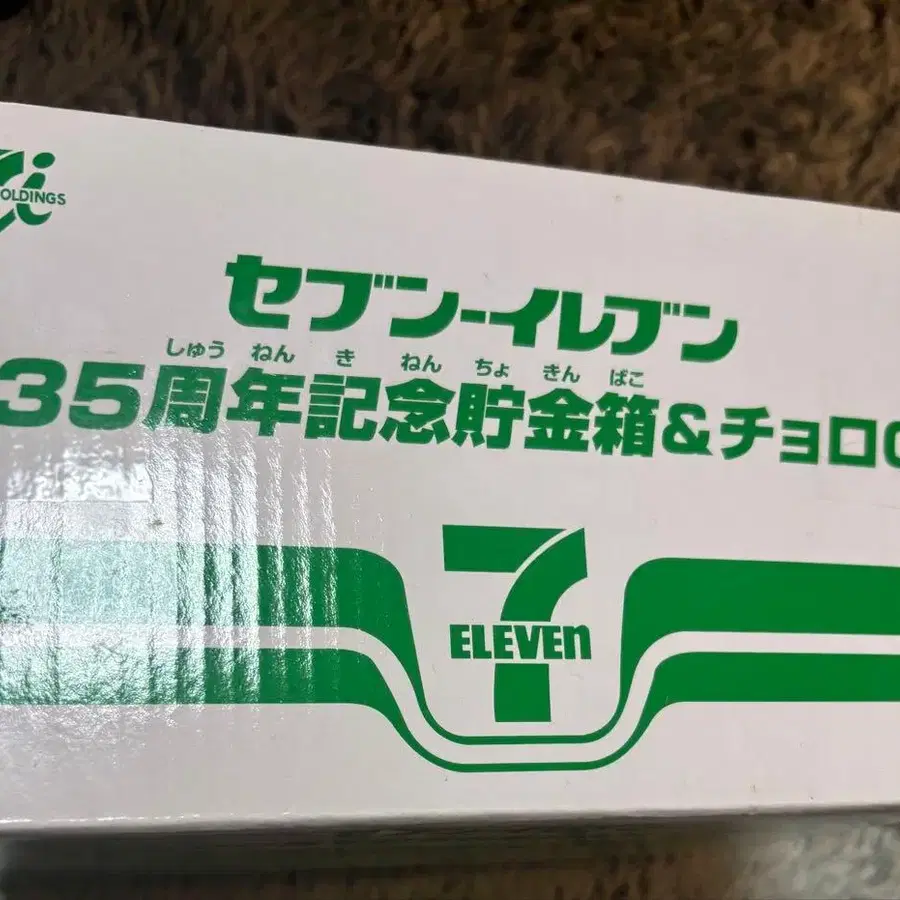 OLDINGS
セブン-イレブン
しゅう ねん き ねん ちょ きん ばこ
35周年記念貯金箱&チョロ
7
ELEVEn